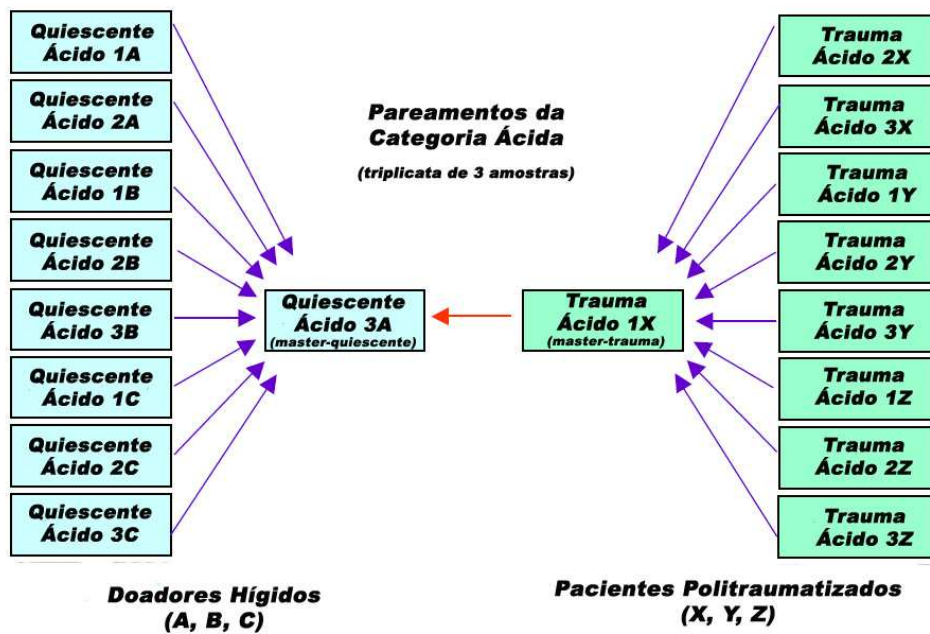 Quiescente
Ácido 1A
Quiescente
Ácido 2A
Quiescente
Ácido 1B
Quiescente
Ácido 2B
Quiescente
Ácido 3B
Quiescente
Ácido 1C
Quiescente
Ácido 2C
Quiescente
Ácido 3C
Doadores Hígidos
(A, B, C)
Pareamentos da
Categoria Ácida
(triplicata de 3 amostras)
Quiescente
Ácido 3A
(master-quiescente)
Trauma
Ácido 1X
(master-trauma)
Trauma
Ácido 2X
Trauma
Ácido 3X
Trauma
Ácido 1Y
Trauma
Ácido 2Y
Trauma
Ácido 3Y
Trauma
Ácido 1Z
Trauma
Ácido 2Z
Trauma
Ácido 3Z
Pacientes Politraumatizados
(X, Y, Z)